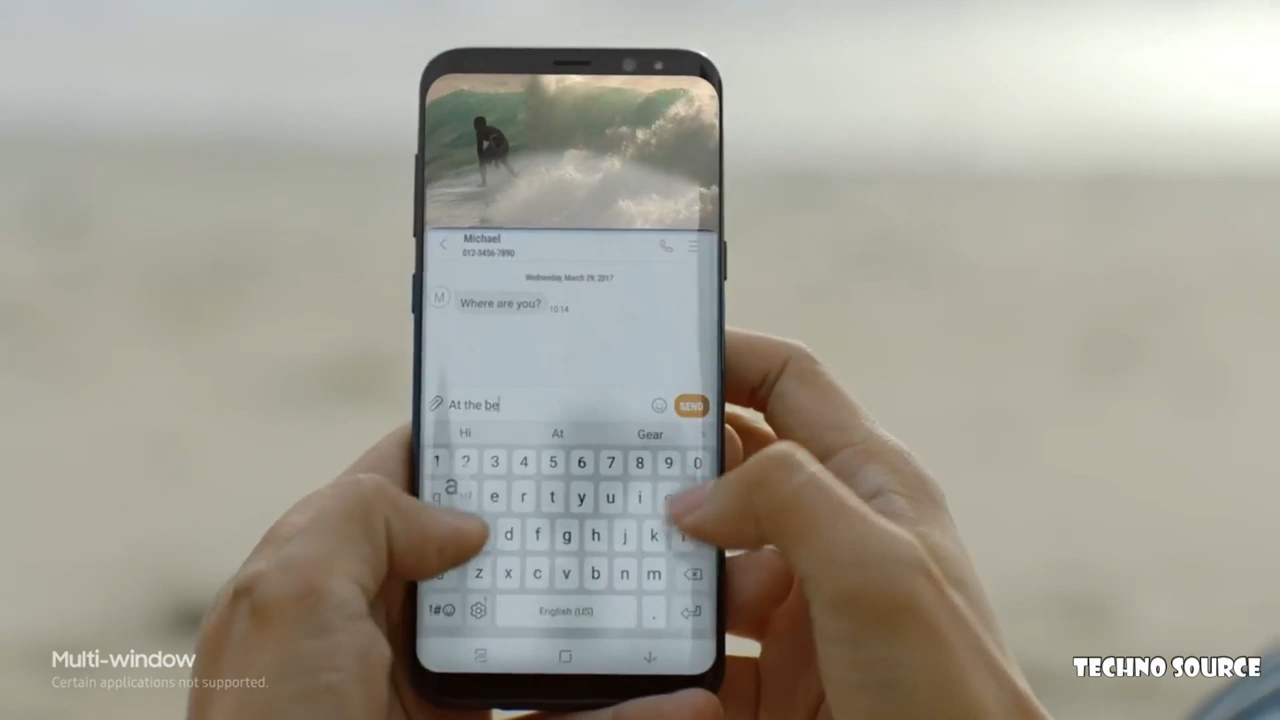 Michael
012-3456-7890
Wednesday, March 29, 2017
M
Where are you? 10:14
At the be
SEND
Hi At Gear
1 2 3 4 5 6 7 8 9 0
a
q e r t y u i
d f g h j k
z x c v b n m
!#☺ English (US) .
Multi-window
Certain applications not supported.
TECHNO SOURCE